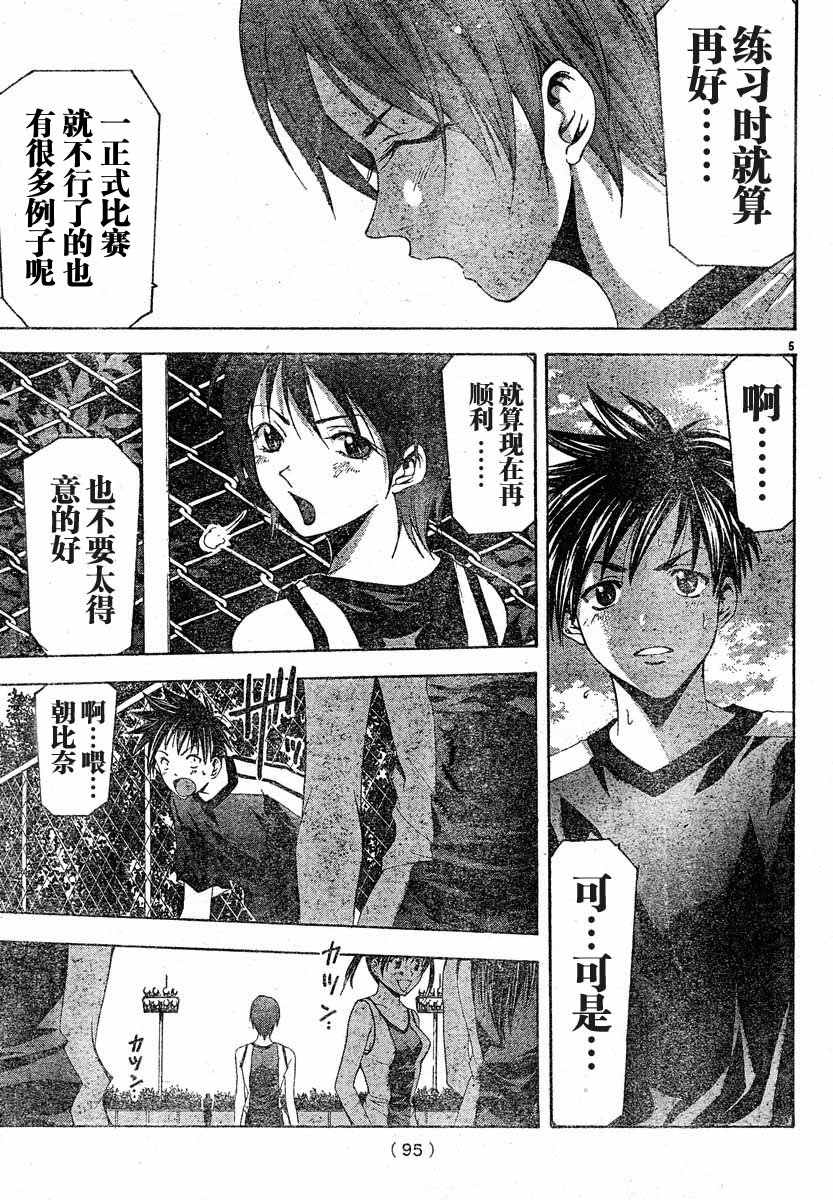 练习时就算
再好……
一正式比赛
就不行了的也
有很多例子呢
5
啊……
可…可是…
就算现在再
顺利……
也不要太得
意的好
啊…喂…
朝比奈
カツン…
カツン…
(95)